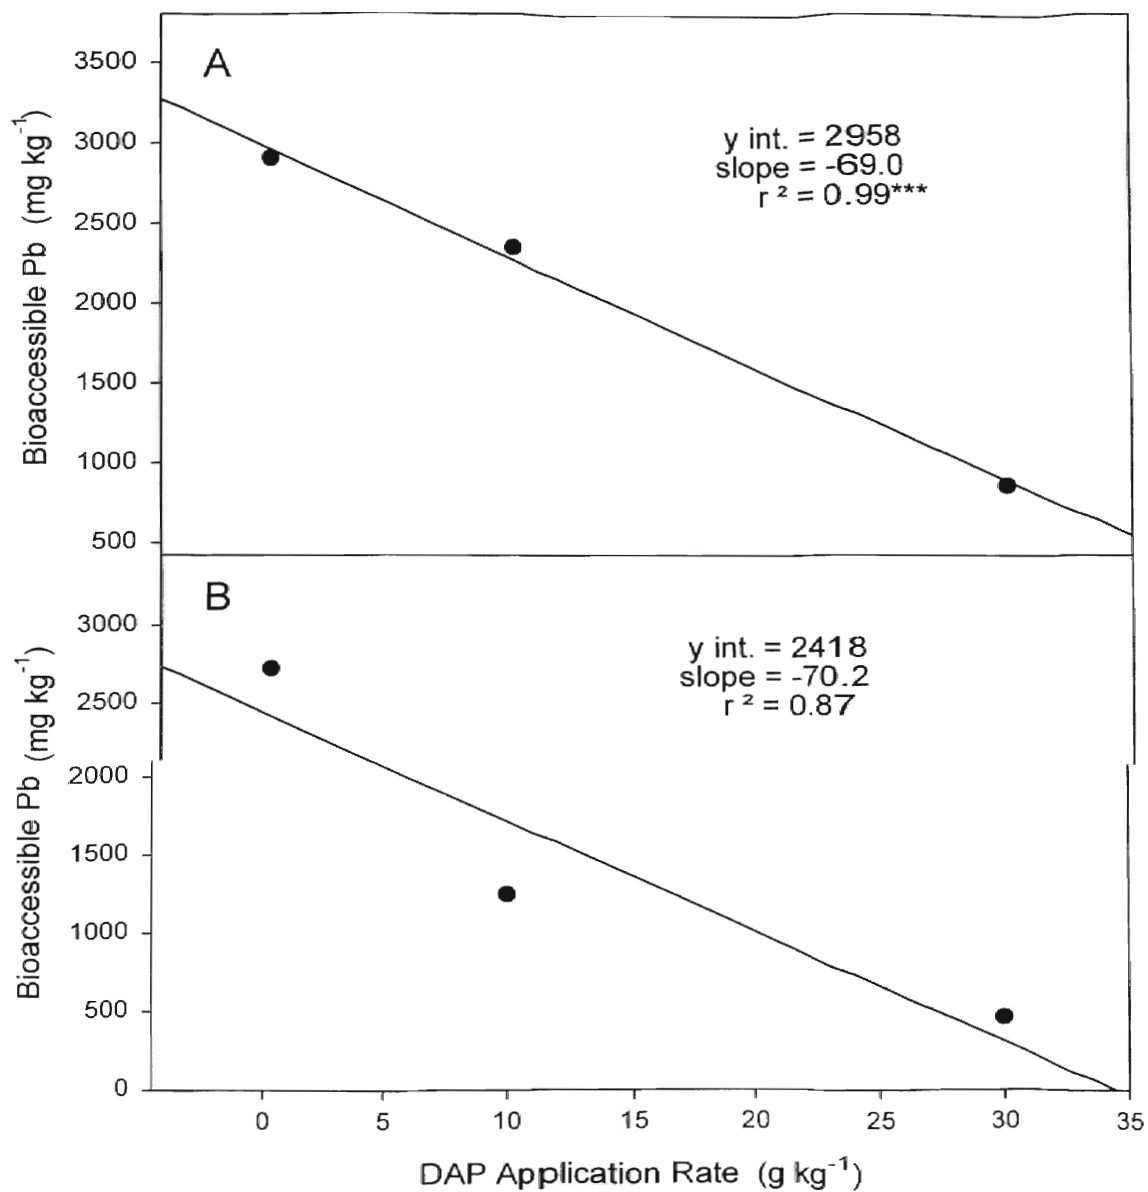 A
3500
3000
2500
2000
1500
1000
500
Bioaccessible Pb (mg kg⁻¹)
y int. = 2958
slope = -69.0
r ² = 0.99***
B
3000
2500
2000
1500
1000
500
0
Bioaccessible Pb (mg kg⁻¹)
y int. = 2418
slope = -70.2
r ² = 0.87
0 5 10 15 20 25 30 35
DAP Application Rate (g kg⁻¹)